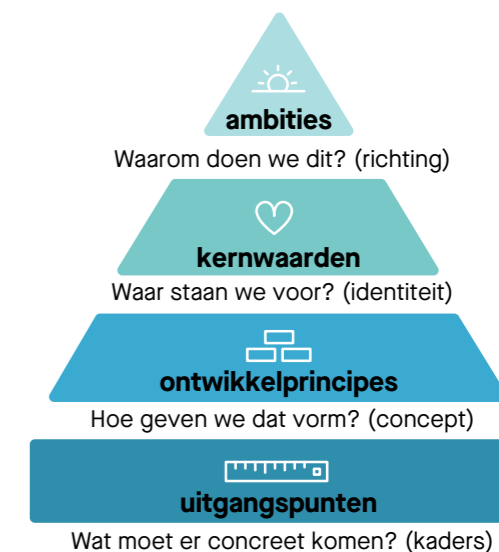 ambities
Waarom doen we dit? (richting)
kernwaarden
Waar staan we voor? (identiteit)
ontwikkelprincipes
Hoe geven we dat vorm? (concept)
uitgangspunten
Wat moet er concreet komen? (kaders)